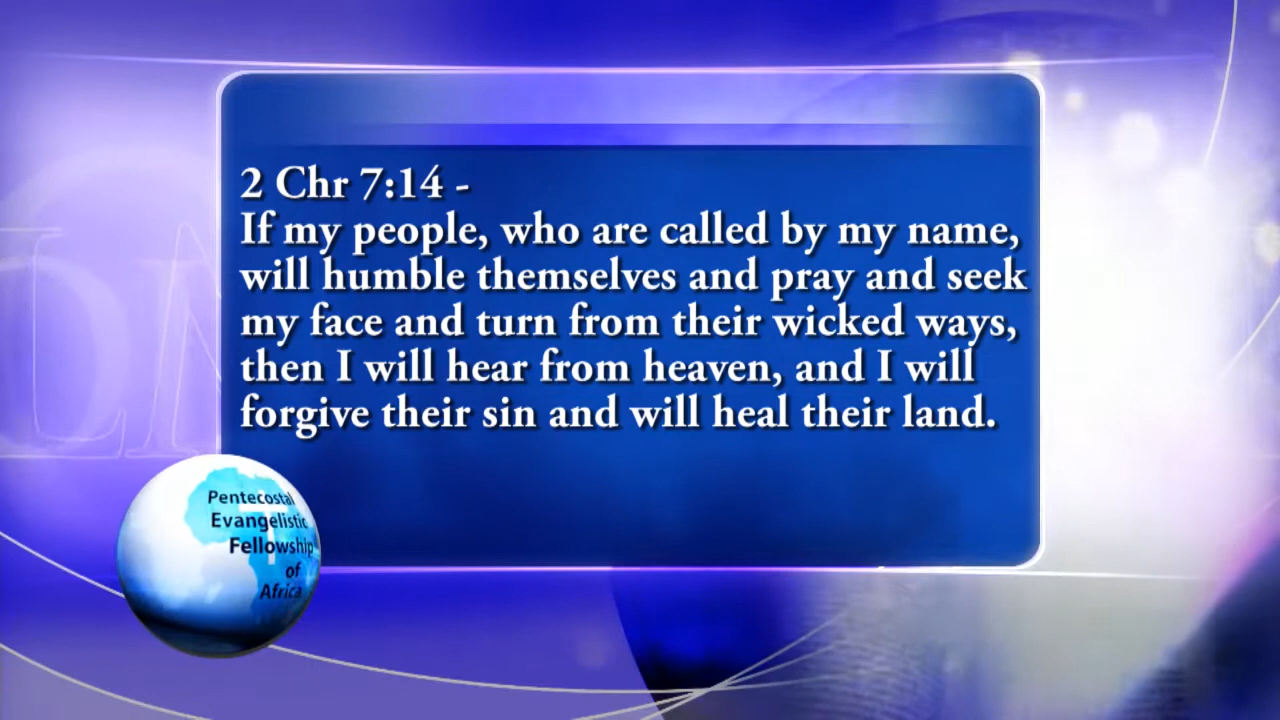 2 Chr 7:14 -
If my people, who are called by my name,
will humble themselves and pray and seek
my face and turn from their wicked ways,
then I will hear from heaven, and I will
forgive their sin and will heal their land.
Pentecostal
Evangelistic
Fellowship
of
Africa